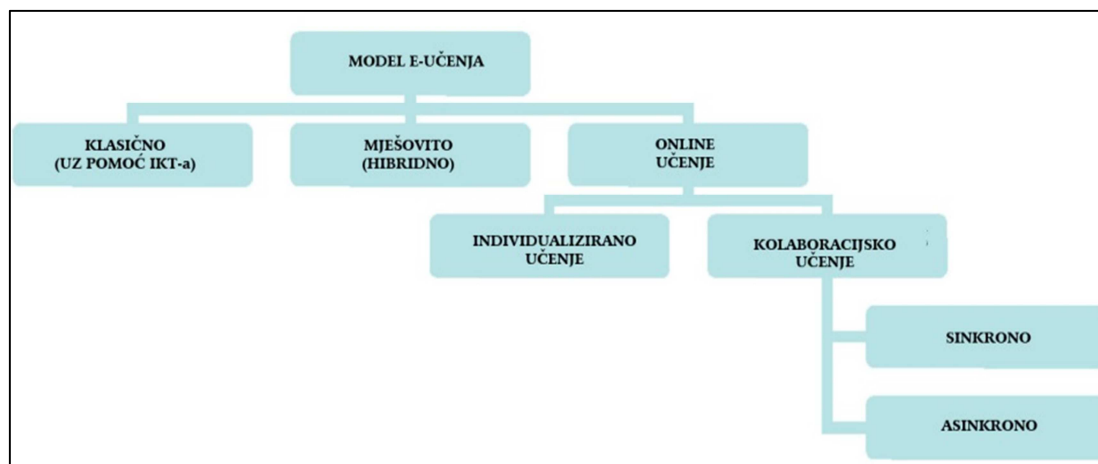 MODEL E-UČENJA
KLASIČNO
(UZ POMOĆ IKT-a)
MJEŠOVITO
(HIBRIDNO)
ONLINE
UČENJE
INDIVIDUALIZIRANO
UČENJE
KOLABORACIJSKO
UČENJE
SINKRONO
ASINKRONO